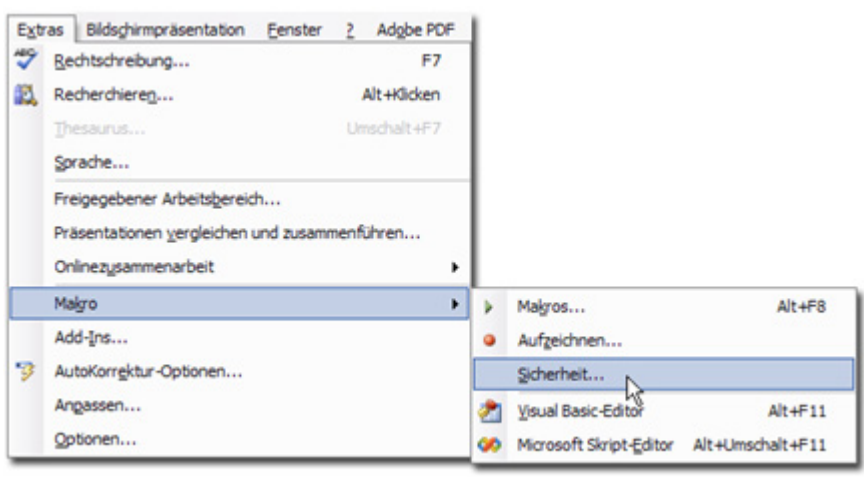 Extras Bildschirmpräsentation Fenster ? Adobe PDF
ABC
Rechtschreibung... F7
Recherchieren... Alt+Klicken
Thesaurus... Umschalt+F7
Sprache...
Freigegebener Arbeitsbereich...
Präsentationen vergleichen und zusammenführen...
Onlinezusammenarbeit
Makro
Add-Ins...
AutoKorrektur-Optionen...
Anpassen...
Optionen...
Makros... Alt+F8
Aufzeichnen...
Sicherheit...
Visual Basic-Editor Alt+F11
Microsoft Skript-Editor Alt+Umschalt+F11